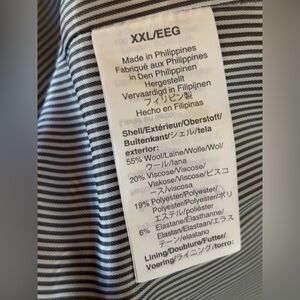 XXL/EEG
Made in Philippines
Fabriqué aux Philippines
in Den Philippinen
Hergestellt
Vervaardigd in Filipijnen
フィリピン製
Hecho en Filipinas
Shell/Extérieur/Oberstoff/
Buitenkant/シェル/tela
exterior:
55% Wool/Laine/Wolle/Wol/
ウール/lana
20% Viscose/Viscose/
Viskose/Viscose/ビスコ
ース/viscosa
19% Polyester/Polyester/
Polyester/Polyester/ポリ
エステル/poliéster
6% Elastane/Élasthanne/
Elastan/Elastaan/エラス
テーン/elastano
Lining/Doublure/Futter/
Voering/ライニング/forro: